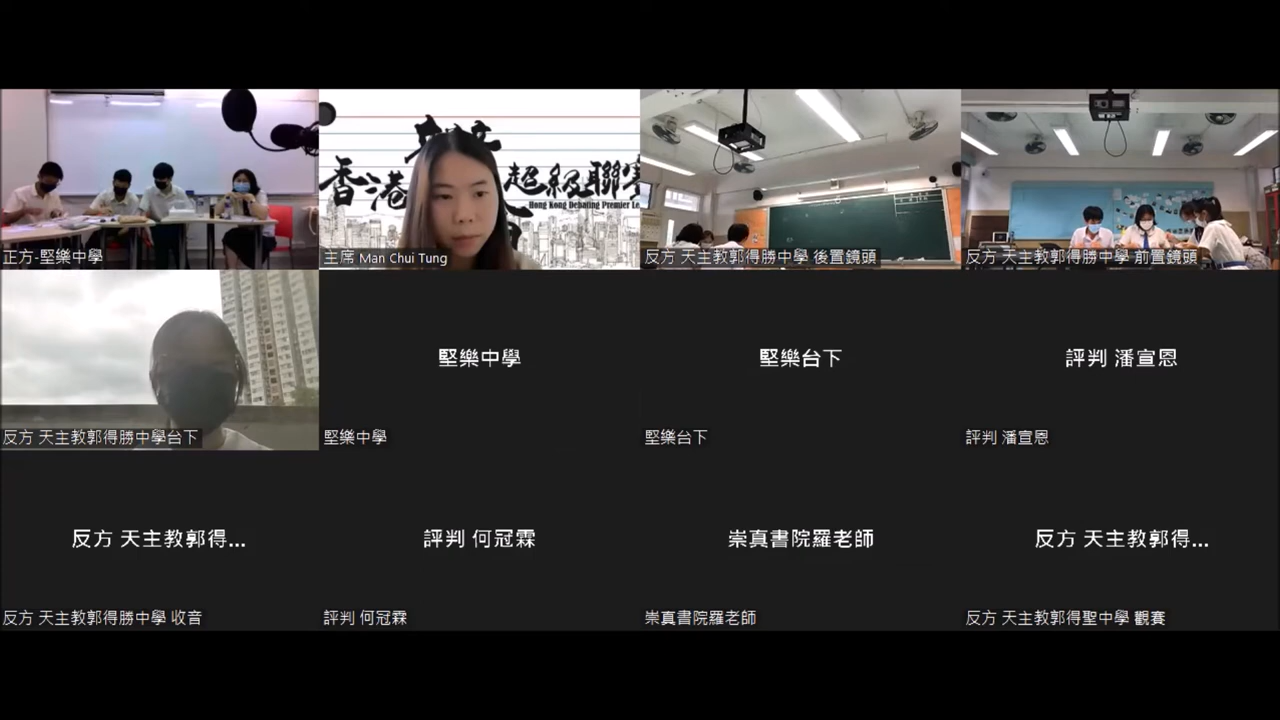 香港 超級聯賽
Hong Kong Debating Premier Le
正方-堅樂中學
主席 Man Chui Tung
反方 天主教郭得勝中學 後置鏡頭
反方 天主教郭得勝中學 前置鏡頭
堅樂中學
堅樂台下
評判 潘宣恩
反方 天主教郭得勝中學台下
堅樂中學
堅樂台下
評判 潘宣恩
反方 天主教郭得...
評判 何冠霖
崇真書院羅老師
反方 天主教郭得...
反方 天主教郭得勝中學 收音
評判 何冠霖
崇真書院羅老師
反方 天主教郭得聖中學 觀賽